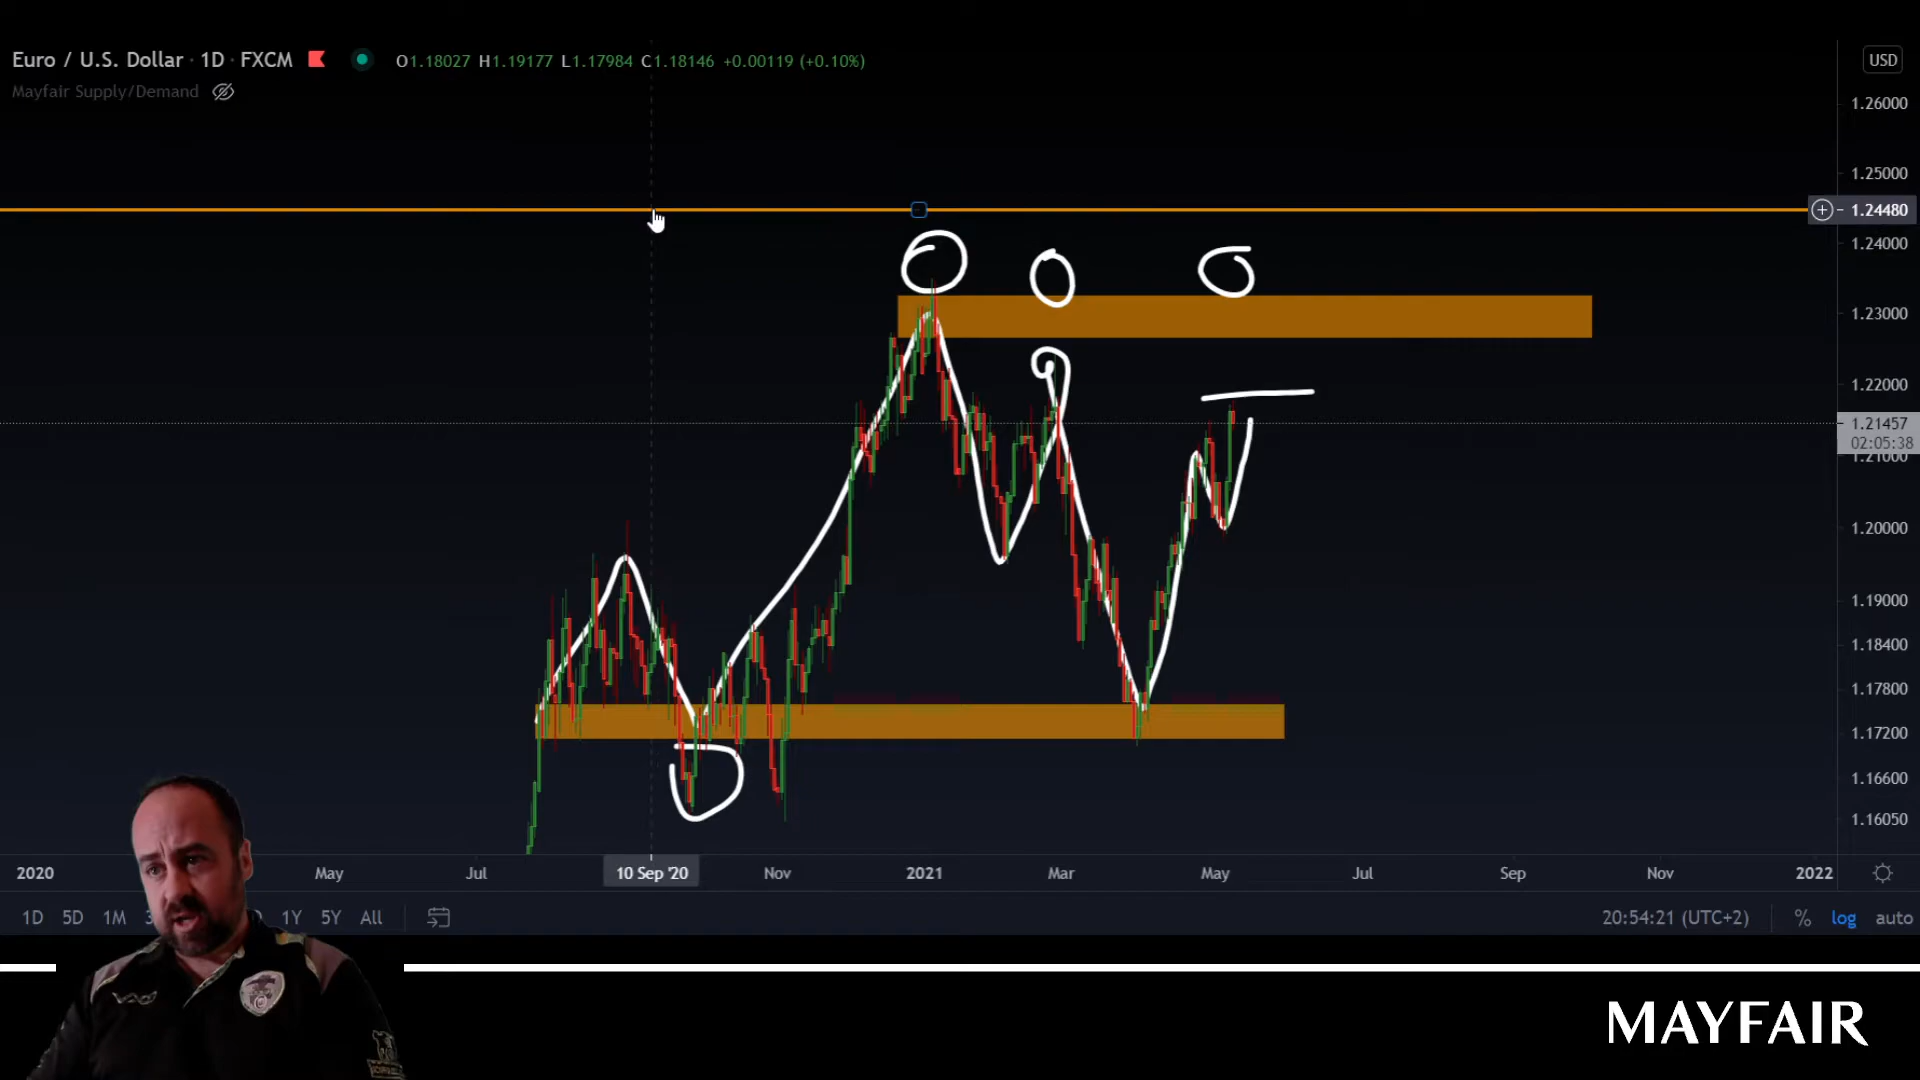 Euro / U.S. Dollar · 1D · FXCM O1.18027 H1.19177 L1.17984 C1.18146 +0.00119 (+0.10%)
Mayfair Supply/Demand
USD
1.26000
1.25000
1.24480
1.24000
1.23000
1.22000
1.21457
02:05:38
1.21000
1.20000
1.19000
1.18400
1.17800
1.17200
1.16600
1.16050
2020 May Jul 10 Sep '20 Nov 2021 Mar May Jul Sep Nov 2022
1D 5D 1M 1Y 5Y All 20:54:21 (UTC+2) % log auto
MAYFAIR